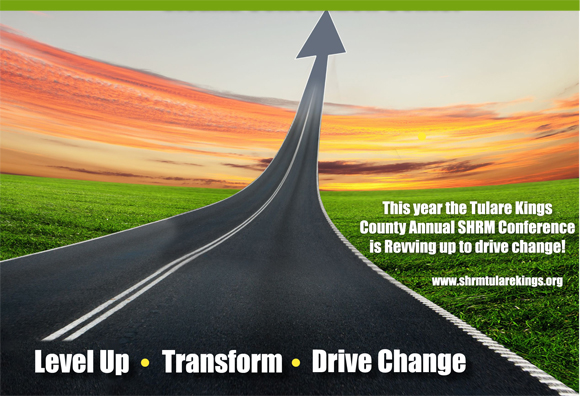 This year the Tulare Kings
County Annual SHRM Conference
is Revving up to drive change!
www.shrmtularekings.org
Level Up • Transform • Drive Change